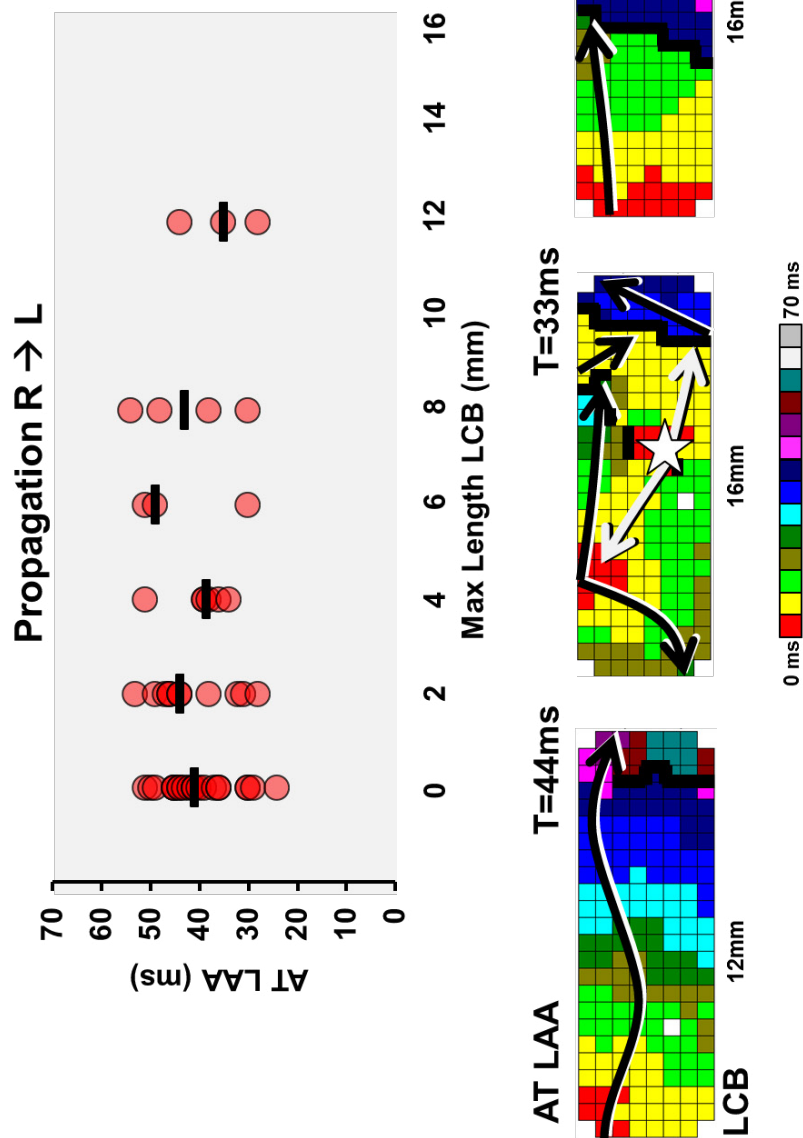 Propagation R → L
70
60
50
40
30
20
10
0
AT LAA (ms)
0
2
4
6
8
10
12
14
16
Max Length LCB (mm)
AT LAA
T=44ms
T=33ms
LCB
12mm
16mm
16m
0 ms
70 ms